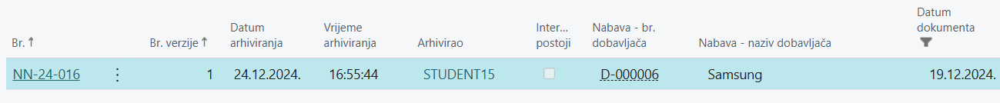 Br. ↑ Br. verzije ↑ Datum arhiviranja Vrijeme arhiviranja Arhivirao Inter... postoji Nabava - br. dobavljača Nabava - naziv dobavljača Datum dokumenta
NN-24-016 1 24.12.2024. 16:55:44 STUDENT15 D-000006 Samsung 19.12.2024.